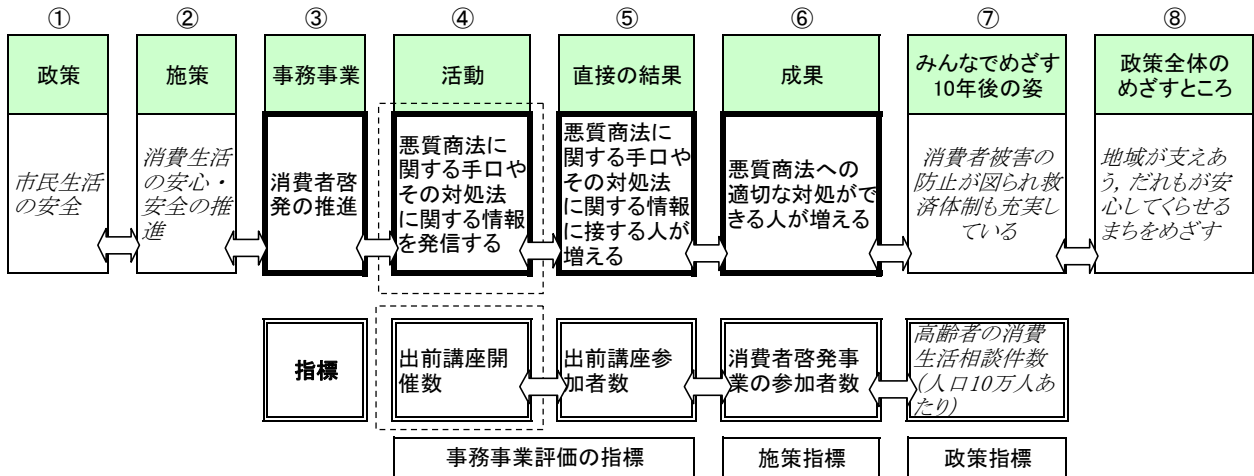 ①
②
③
④
⑤
⑥
⑦
⑧
政策
施策
事務事業
活動
直接の結果
成果
みんなでめざす
10年後の姿
政策全体の
めざすところ
市民生活
の安全
消費生活
の安心・
安全の推
進
消費者啓
発の推進
悪質商法に
関する手口や
その対処法
に関する情報
を発信する
悪質商法に
関する手口や
その対処法
に関する情報
に接する人が
増える
悪質商法への
適切な対処がで
きる人が増える
消費者被害の
防止が図られ救
済体制も充実し
ている
地域が支えあ
う,だれもが安
心してくらせる
まちをめざす
指標
出前講座開
催数
出前講座参
加者数
消費者啓発事
業の参加者数
高齢者の消費
生活相談件数
(人口10万人あ
たり)
事務事業評価の指標
施策指標
政策指標